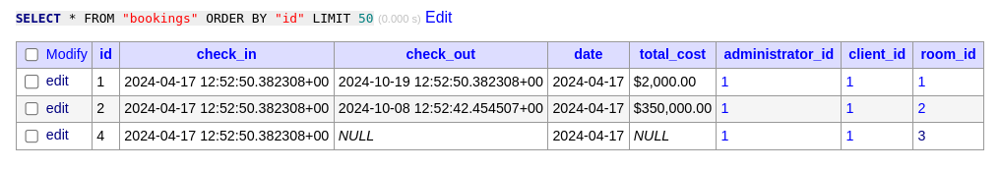 SELECT * FROM "bookings" ORDER BY "id" LIMIT 50 (0.000 s) Edit
Modify id check_in check_out date total_cost administrator_id client_id room_id
edit 1 2024-04-17 12:52:50.382308+00 2024-10-19 12:52:50.382308+00 2024-04-17 $2,000.00 1 1 1
edit 2 2024-04-17 12:52:50.382308+00 2024-10-08 12:52:42.454507+00 2024-04-17 $350,000.00 1 1 2
edit 4 2024-04-17 12:52:50.382308+00 NULL 2024-04-17 NULL 1 1 3